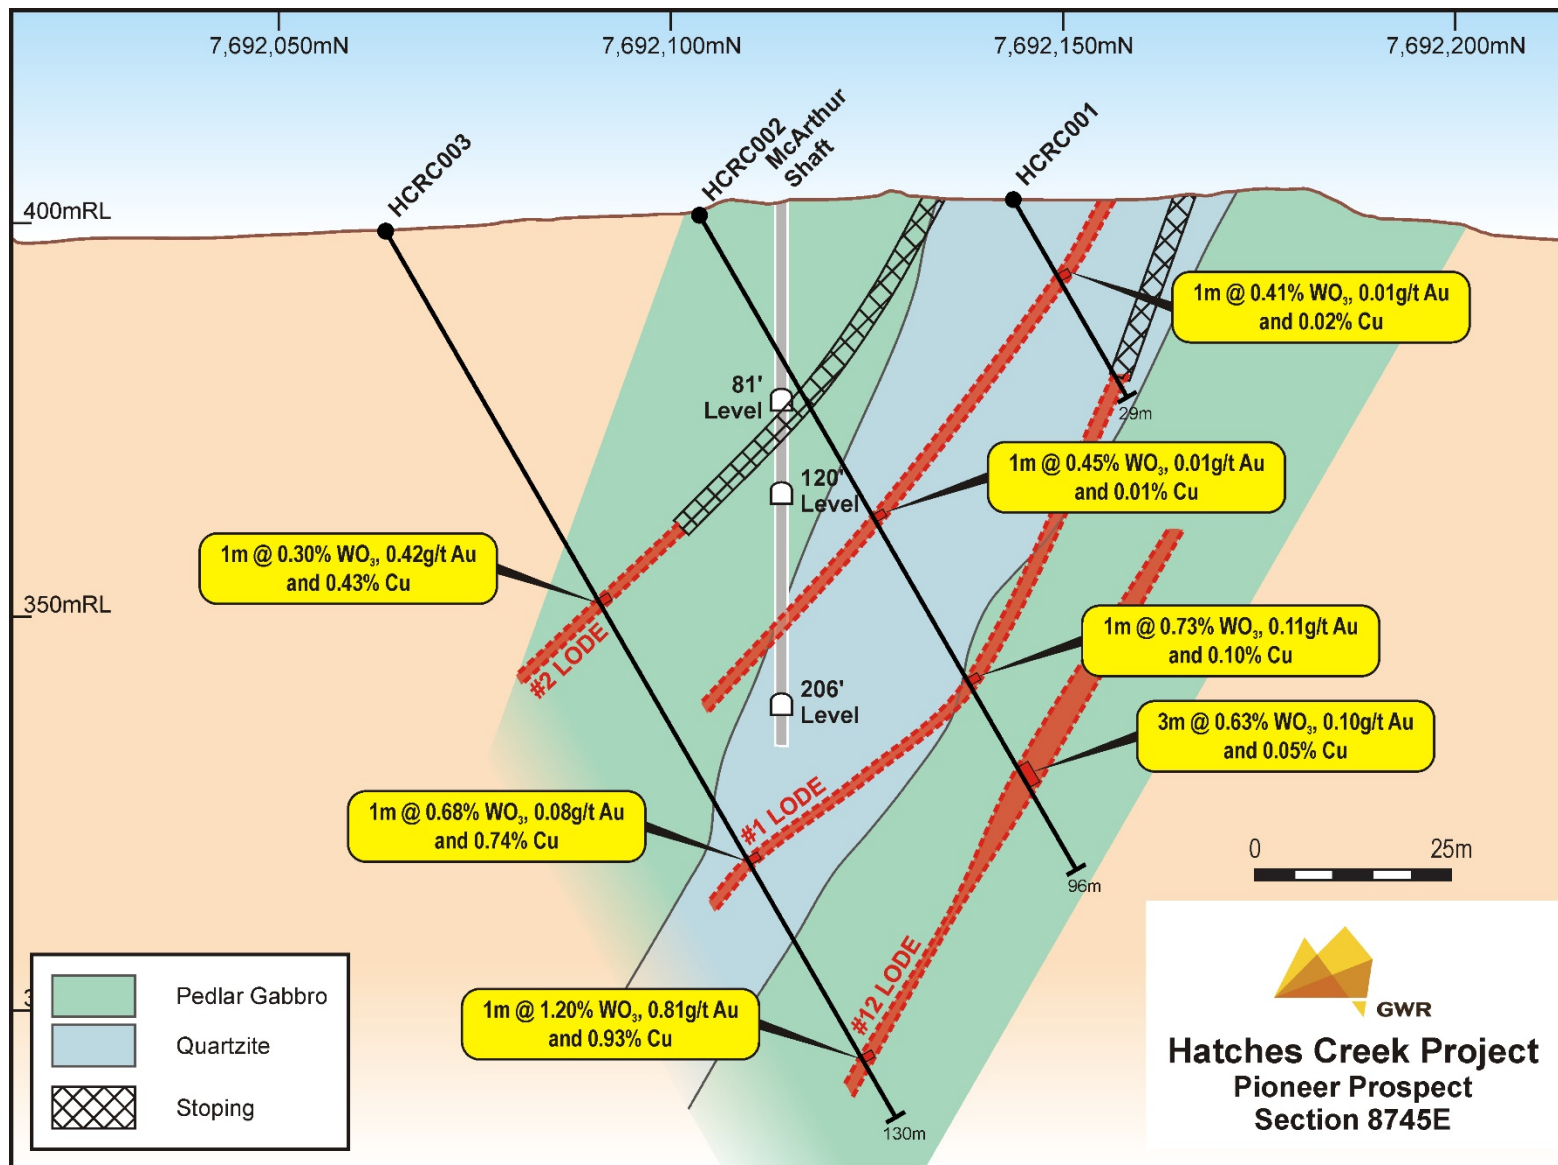 7,692,050mN
7,692,100mN
7,692,150mN
7,692,200mN
HCRC003
HCRC002
McArthur
Shaft
HCRC001
400mRL
1m @ 0.41% WO₃, 0.01g/t Au
and 0.02% Cu
81'
Level
29m
1m @ 0.45% WO₃, 0.01g/t Au
and 0.01% Cu
120'
Level
1m @ 0.30% WO₃, 0.42g/t Au
and 0.43% Cu
350mRL
#2 LODE
1m @ 0.73% WO₃, 0.11g/t Au
and 0.10% Cu
206'
Level
3m @ 0.63% WO₃, 0.10g/t Au
and 0.05% Cu
1m @ 0.68% WO₃, 0.08g/t Au
and 0.74% Cu
#1 LODE
0
25m
96m
#12 LODE
1m @ 1.20% WO₃, 0.81g/t Au
and 0.93% Cu
130m
Pedlar Gabbro
Quartzite
Stoping
GWR
Hatches Creek Project
Pioneer Prospect
Section 8745E